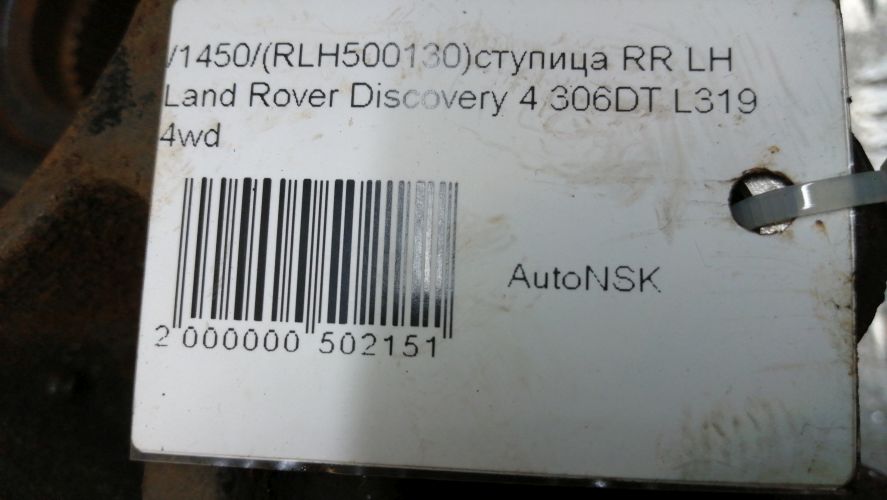 /1450/(RLH500130)ступица RR LH
Land Rover Discovery 4 306DT L319
4wd
AutoNSK
2 000000 502151